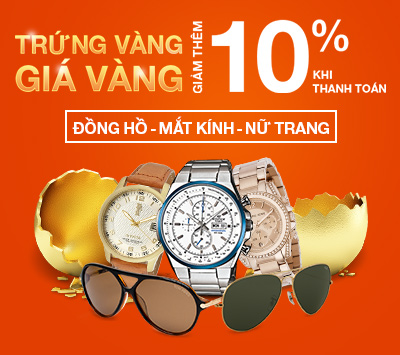 TRỨNG VÀNG
GIÁ VÀNG
GIẢM THÊM
10%
KHI
THANH TOÁN
ĐỒNG HỒ - MẮT KÍNH - NỮ TRANG